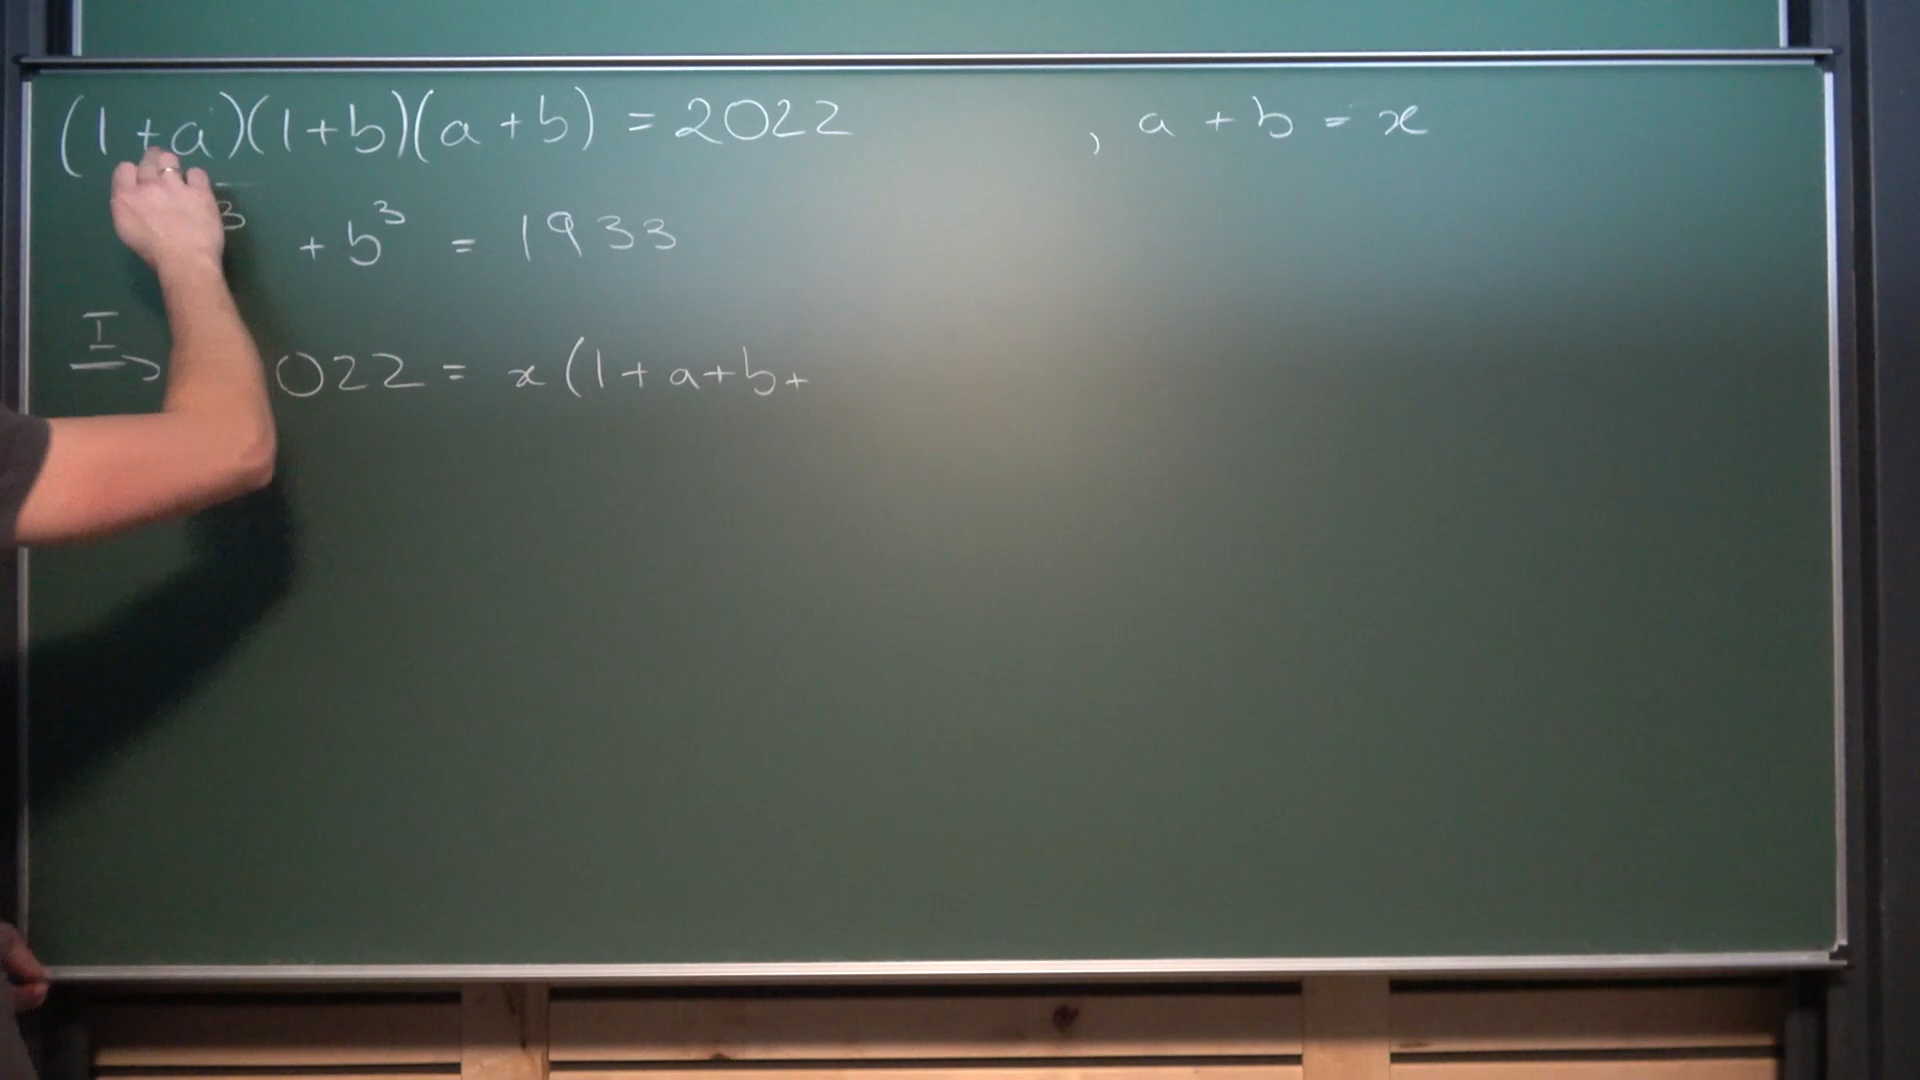 (1+a)(1+b)(a+b) = 2022 , a + b = x
³ + b³ = 1933
I
→ 022 = x(1+a+b+